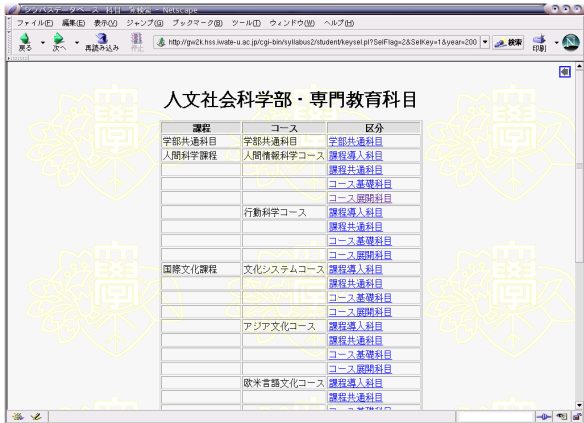 シラバスデータベース 科目一覧検索 - Netscape
ファイル(F) 編集(E) 表示(V) ジャンプ(G) ブックマーク(B) ツール(T) ウィンドウ(W) ヘルプ(H)
戻る 次へ 再読み込み 停止 http://gw2k.hss.iwate-u.ac.jp/cgi-bin/syllabus2/student/keysel.pl?SelFlag=2&SelKey=1&year=200 検索 印刷 N
人文社会科学部・専門教育科目
課程 コース 区分
学部共通科目 学部共通科目 学部共通科目
人間科学課程 人間情報科学コース 課程導入科目
課程共通科目
コース基礎科目
コース展開科目
行動科学コース 課程導入科目
課程共通科目
コース基礎科目
コース展開科目
国際文化課程 文化システムコース 課程導入科目
課程共通科目
コース基礎科目
コース展開科目
アジア文化コース 課程導入科目
課程共通科目
コース基礎科目
コース展開科目
欧米言語文化コース 課程導入科目
課程共通科目
コース基礎科目